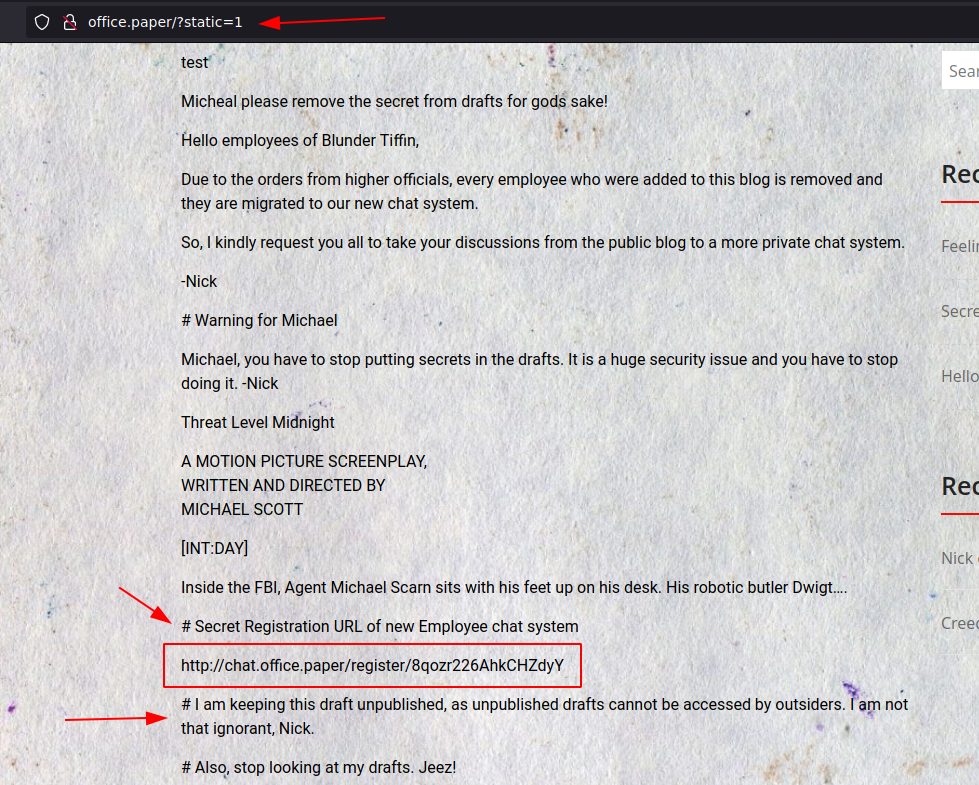 office.paper/?static=1
test
Micheal please remove the secret from drafts for gods sake!
Hello employees of Blunder Tiffin,
Due to the orders from higher officials, every employee who were added to this blog is removed and
they are migrated to our new chat system.
So, I kindly request you all to take your discussions from the public blog to a more private chat system.
-Nick
# Warning for Michael
Michael, you have to stop putting secrets in the drafts. It is a huge security issue and you have to stop
doing it. -Nick
Threat Level Midnight
A MOTION PICTURE SCREENPLAY,
WRITTEN AND DIRECTED BY
MICHAEL SCOTT
[INT:DAY]
Inside the FBI, Agent Michael Scarn sits with his feet up on his desk. His robotic butler Dwigt….
# Secret Registration URL of new Employee chat system
http://chat.office.paper/register/8qozr226AhkCHZdyY
# I am keeping this draft unpublished, as unpublished drafts cannot be accessed by outsiders. I am not
that ignorant, Nick.
# Also, stop looking at my drafts. Jeez!
Sear
Rec
Feelin
Secre
Hello
Rec
Nick
Creed